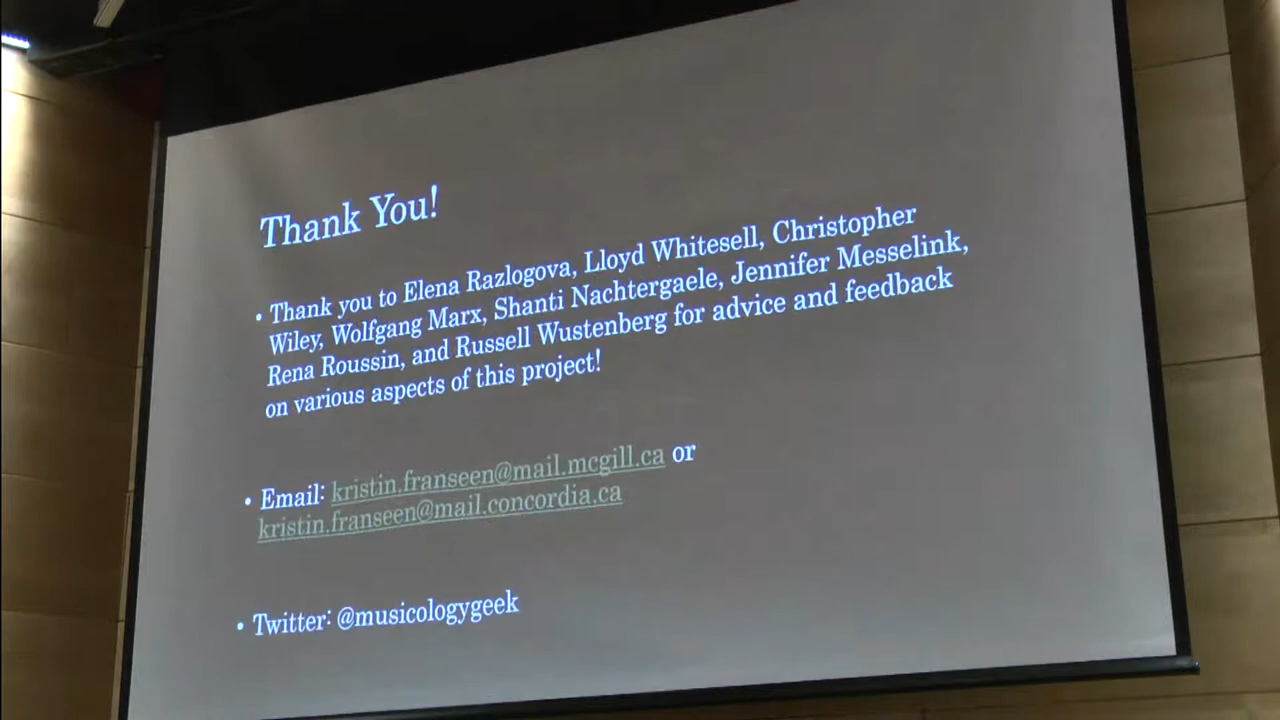 Thank You!
• Thank you to Elena Razlogova, Lloyd Whitesell, Christopher
Wiley, Wolfgang Marx, Shanti Nachtergaele, Jennifer Messelink,
Rena Roussin, and Russell Wustenberg for advice and feedback
on various aspects of this project!
• Email: kristin.franseen@mail.mcgill.ca or
kristin.franseen@mail.concordia.ca
• Twitter: @musicologygeek